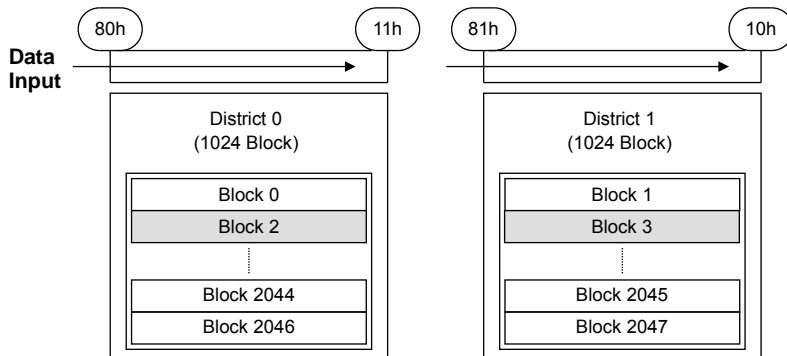 80h 11h 81h 10h
Data
Input
District 0
(1024 Block)
Block 0
Block 2
Block 2044
Block 2046
District 1
(1024 Block)
Block 1
Block 3
Block 2045
Block 2047